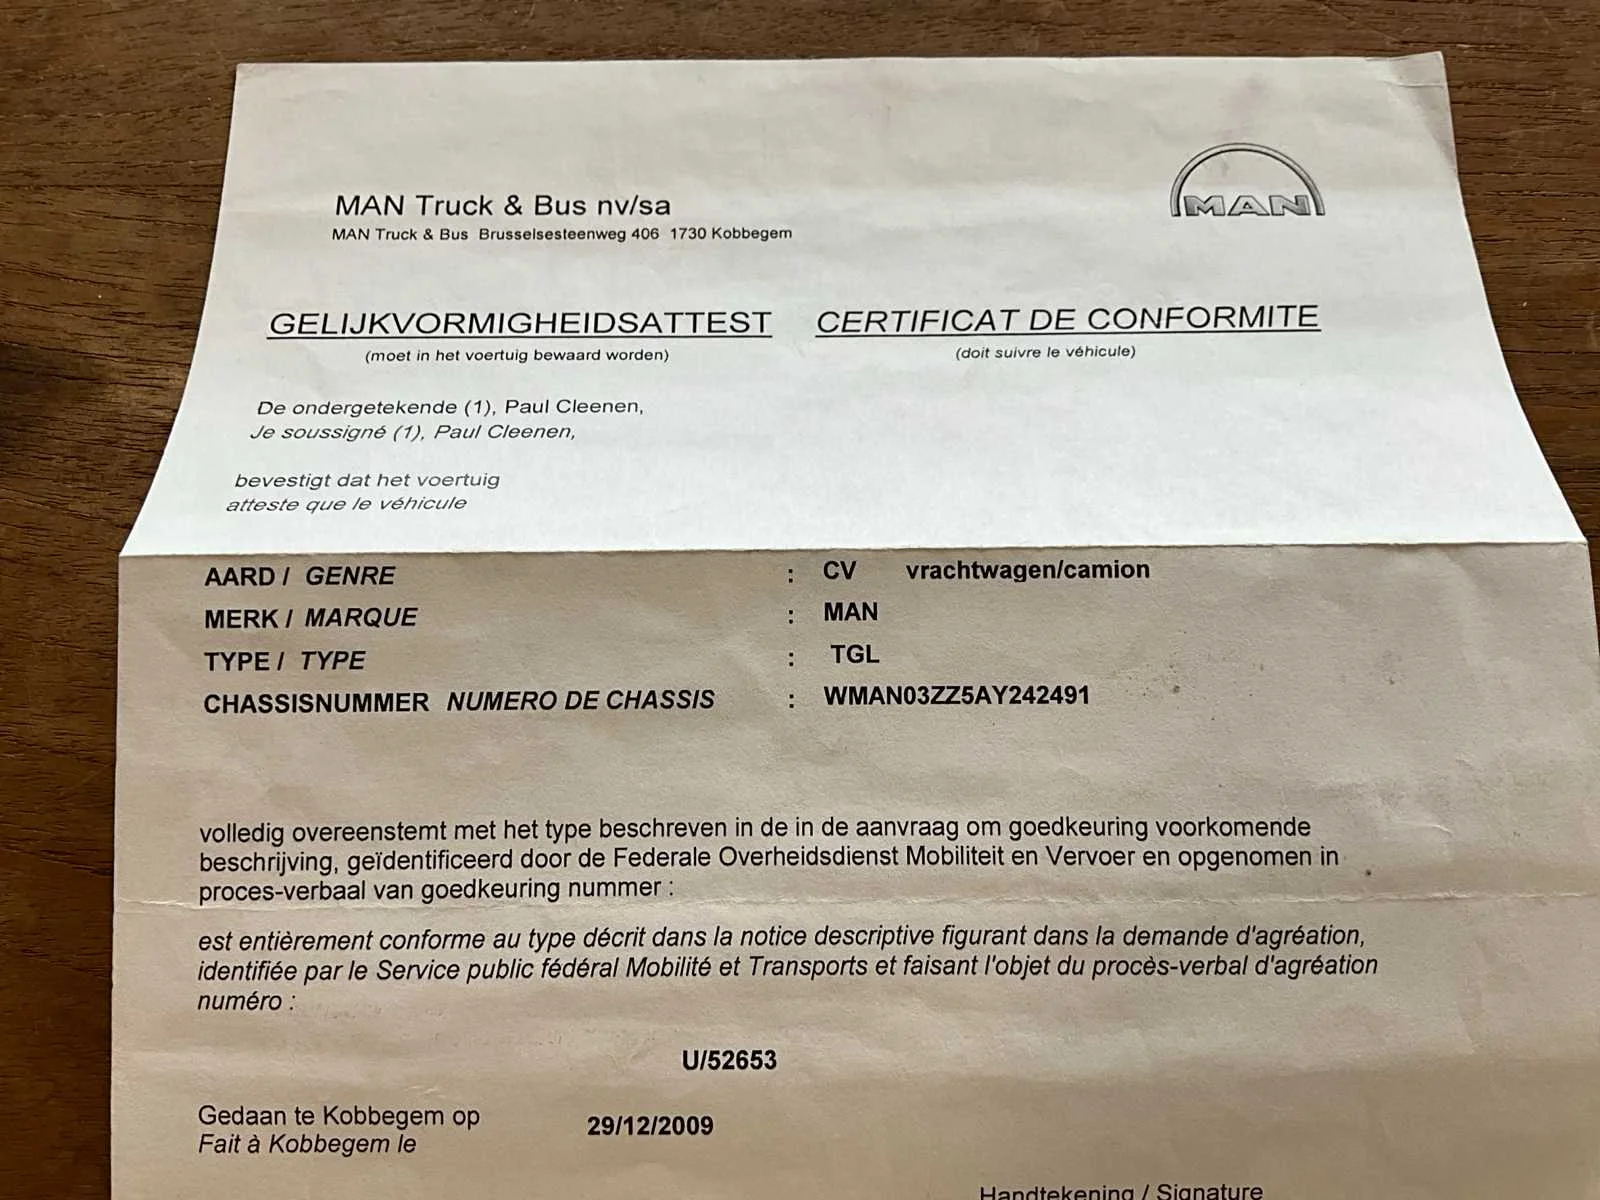 MAN
MAN Truck & Bus nv/sa
MAN Truck & Bus Brusselsesteenweg 406 1730 Kobbegem
GELIJKVORMIGHEIDSATTEST CERTIFICAT DE CONFORMITE
(moet in het voertuig bewaard worden) (doit suivre le véhicule)
De ondergetekende (1), Paul Cleenen,
Je soussigné (1), Paul Cleenen,
bevestigt dat het voertuig
atteste que le véhicule
AARD / GENRE : CV vrachtwagen/camion
MERK / MARQUE : MAN
TYPE / TYPE : TGL
CHASSISNUMMER NUMERO DE CHASSIS : WMAN03ZZ5AY242491
volledig overeenstemt met het type beschreven in de in de aanvraag om goedkeuring voorkomende
beschrijving, geïdentificeerd door de Federale Overheidsdienst Mobiliteit en Vervoer en opgenomen in
proces-verbaal van goedkeuring nummer :
est entièrement conforme au type décrit dans la notice descriptive figurant dans la demande d'agréation,
identifiée par le Service public fédéral Mobilité et Transports et faisant l'objet du procès-verbal d'agréation
numéro :
U/52653
Gedaan te Kobbegem op 29/12/2009
Fait à Kobbegem le
Handtekening / Signature